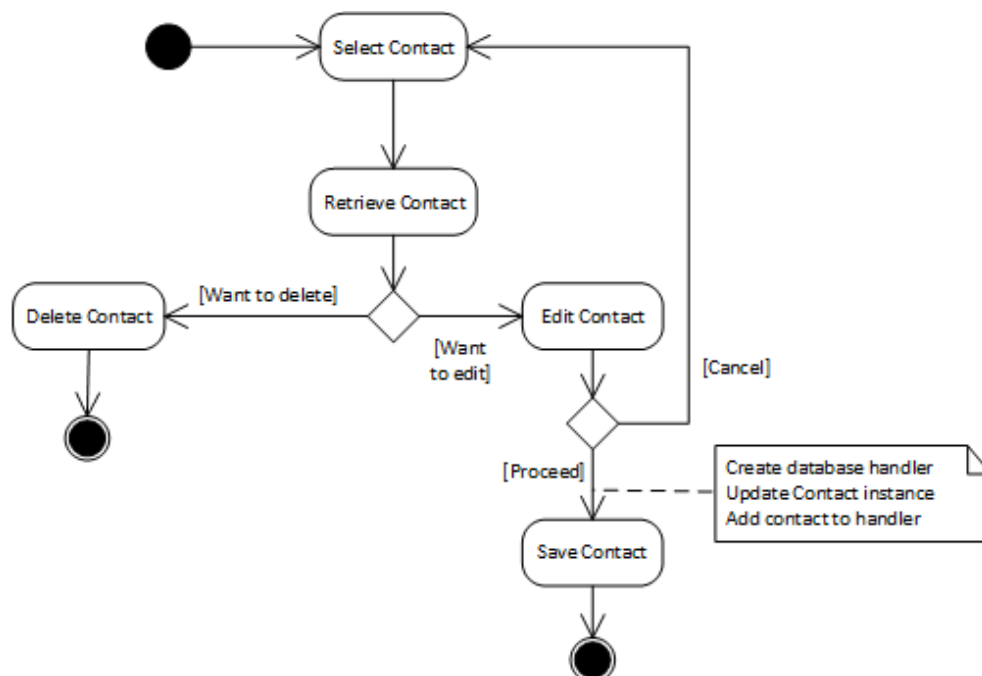 Select Contact
Retrieve Contact
[Want to delete]
Delete Contact
Edit Contact
[Want
to edit]
[Cancel]
[Proceed]
Create database handler
Update Contact instance
Add contact to handler
Save Contact